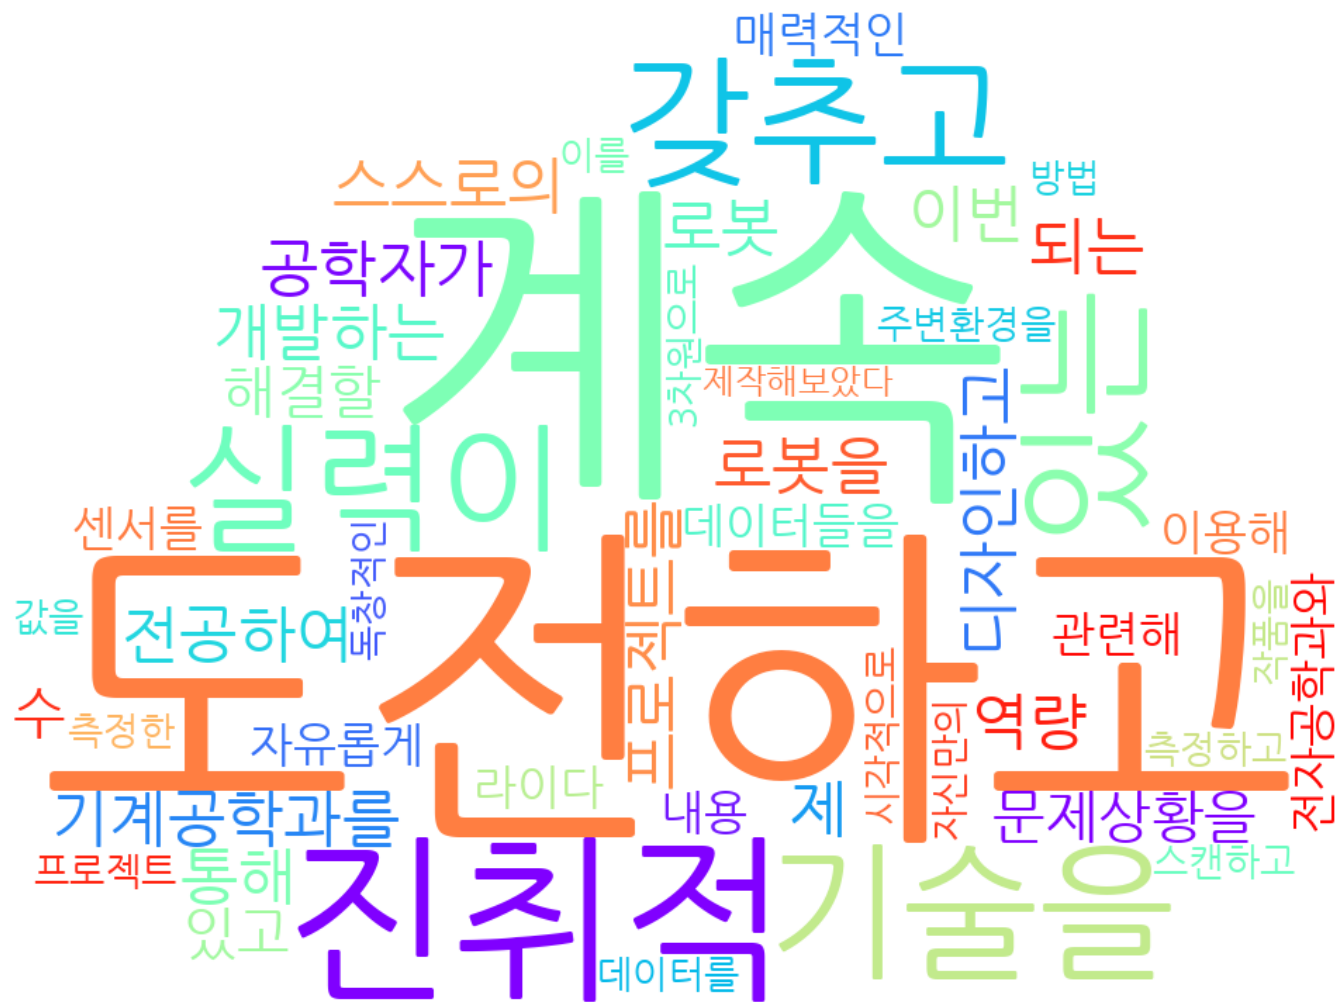 매력적인
갖추고
이를
스스로의
방법
이번
로봇
되는
공학자가
계속
3차원으로
주변환경을
있는
개발하는
해결할
제작해보았다
디자인하고
실력이
로봇을
센서를
독창적인
프로젝트를
데이터들을
이용해
도전하고
값을
전공하여
관련해
작품을
전자공학과와
수
측정한
자유롭게
시각적으로
자신만의
역량
측정하고
라이다
기계공학과를
내용
제
문제상황을
프로젝트
통해
진취적
기술을
스캔하고
있고
데이터를